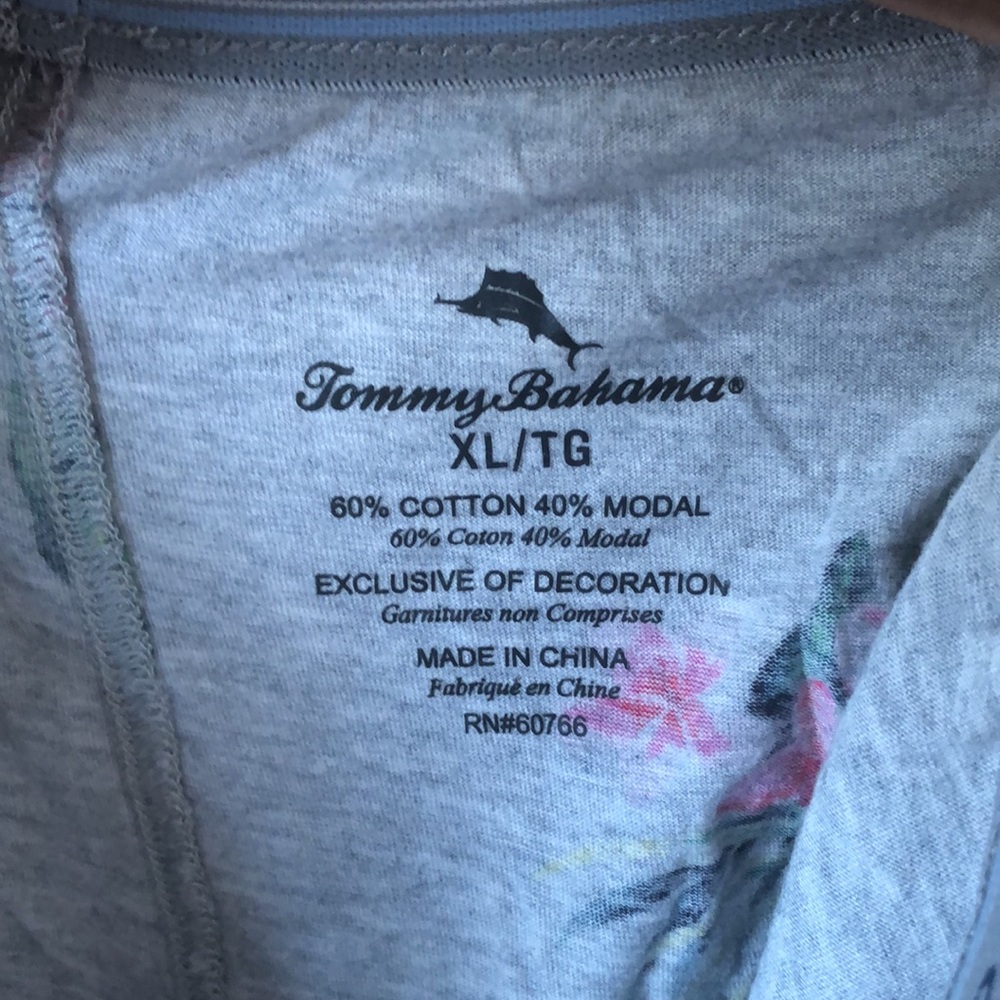 Tommy Bahama®
XL/TG
60% COTTON 40% MODAL
60% Coton 40% Modal
EXCLUSIVE OF DECORATION
Garnitures non Comprises
MADE IN CHINA
Fabriqué en Chine
RN#60766